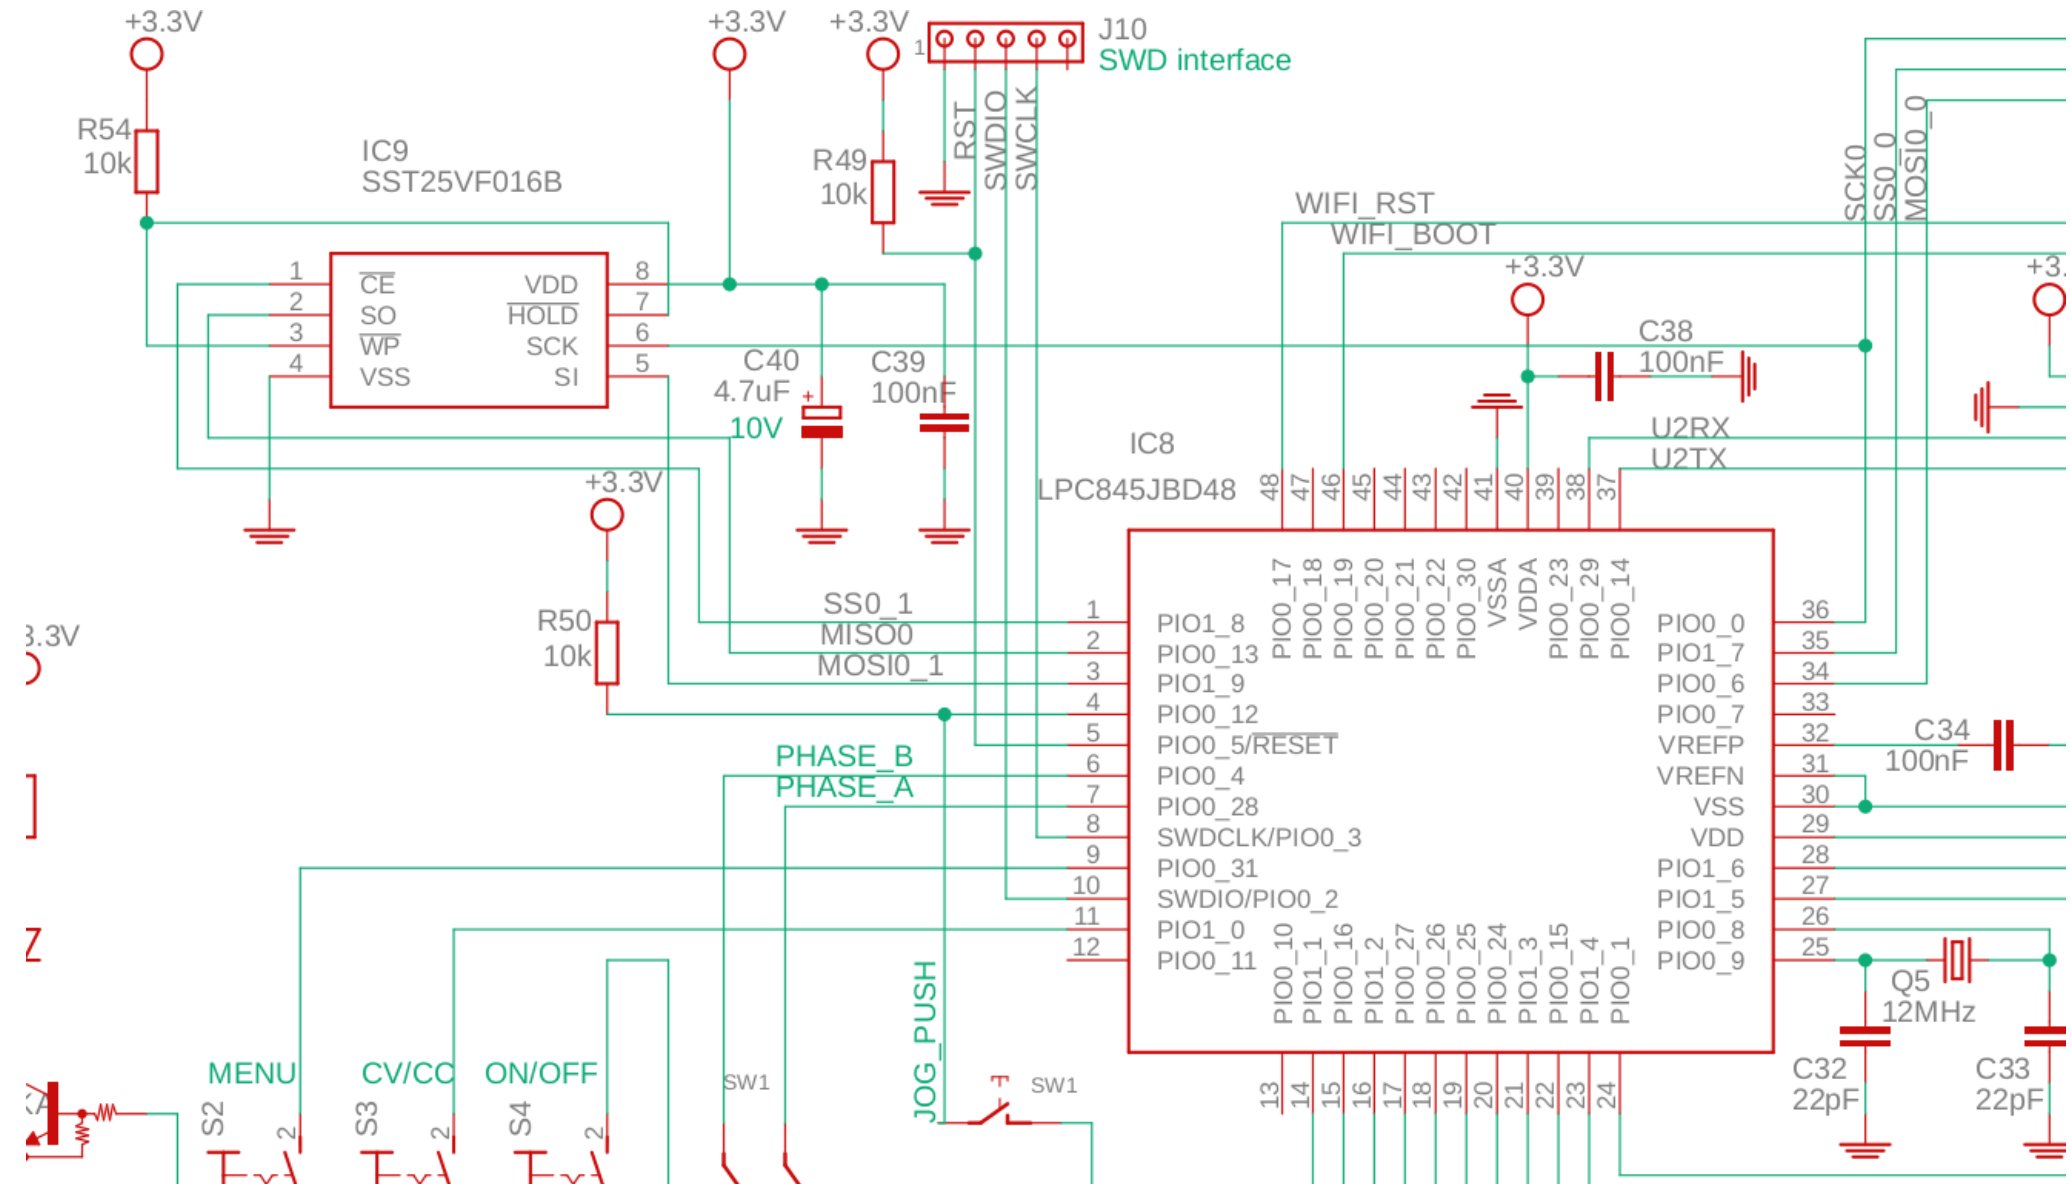 +3.3V
+3.3V
+3.3V
1
J10
SWD interface
RST
SWDIO
SWCLK
R54
10k
IC9
SST25VF016B
R49
10k
SCK0
SS0_0
MOSI0_0
WIFI_RST
WIFI_BOOT
+3.3V
+3.
1 CE VDD 8
2 SO HOLD 7
3 WP SCK 6
4 VSS SI 5
C40
4.7uF
+
10V
C39
100nF
C38
100nF
U2RX
U2TX
IC8
LPC845JBD48
+3.3V
48 47 46 45 44 43 42 41 40 39 38 37
PIO0_17
PIO0_18
PIO0_19
PIO0_20
PIO0_21
PIO0_22
PIO0_30
VSSA
VDDA
PIO0_23
PIO0_29
PIO0_14
R50
10k
3.3V
SS0_1
MISO0
MOSI0_1
1 PIO1_8
2 PIO0_13
3 PIO1_9
4 PIO0_12
5 PIO0_5/RESET
6 PIO0_4
7 PIO0_28
8 SWDCLK/PIO0_3
9 PIO0_31
10 SWDIO/PIO0_2
11 PIO1_0
12 PIO0_11
PIO0_0 36
PIO1_7 35
PIO0_6 34
PIO0_7 33
VREFP 32
VREFN 31
VSS 30
VDD 29
PIO1_6 28
PIO1_5 27
PIO0_8 26
PIO0_9 25
PHASE_B
PHASE_A
C34
100nF
Z
PIO0_10
PIO1_1
PIO0_16
PIO1_2
PIO0_27
PIO0_26
PIO0_25
PIO0_24
PIO1_3
PIO0_15
PIO1_4
PIO0_1
13 14 15 16 17 18 19 20 21 22 23 24
Q5
12MHz
C32
22pF
C33
22pF
JOG_PUSH
SW1
SW1
MENU
CV/CC
ON/OFF
S2
2
S3
2
S4
2